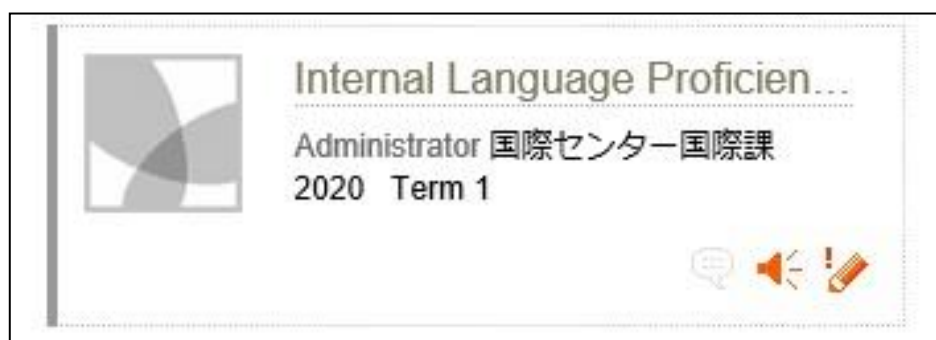 Internal Language Proficien...
Administrator 国際センター国際課
2020 Term 1